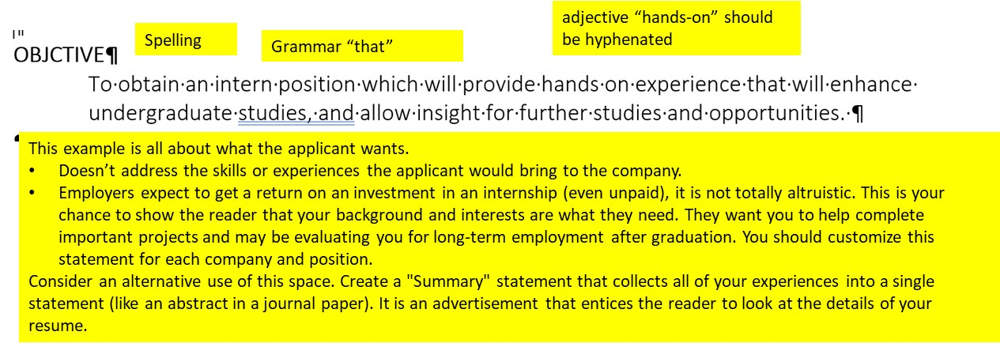 adjective “hands-on” should
be hyphenated
Spelling
Grammar “that”
OBJCTIVE¶
To·obtain·an·intern·position·which·will·provide·hands·on·experience·that·will·enhance·
undergraduate·studies,·and·allow·insight·for·further·studies·and·opportunities.·¶
This example is all about what the applicant wants.
• Doesn’t address the skills or experiences the applicant would bring to the company.
• Employers expect to get a return on an investment in an internship (even unpaid), it is not totally altruistic. This is your
chance to show the reader that your background and interests are what they need. They want you to help complete
important projects and may be evaluating you for long-term employment after graduation. You should customize this
statement for each company and position.
Consider an alternative use of this space. Create a "Summary" statement that collects all of your experiences into a single
statement (like an abstract in a journal paper). It is an advertisement that entices the reader to look at the details of your
resume.